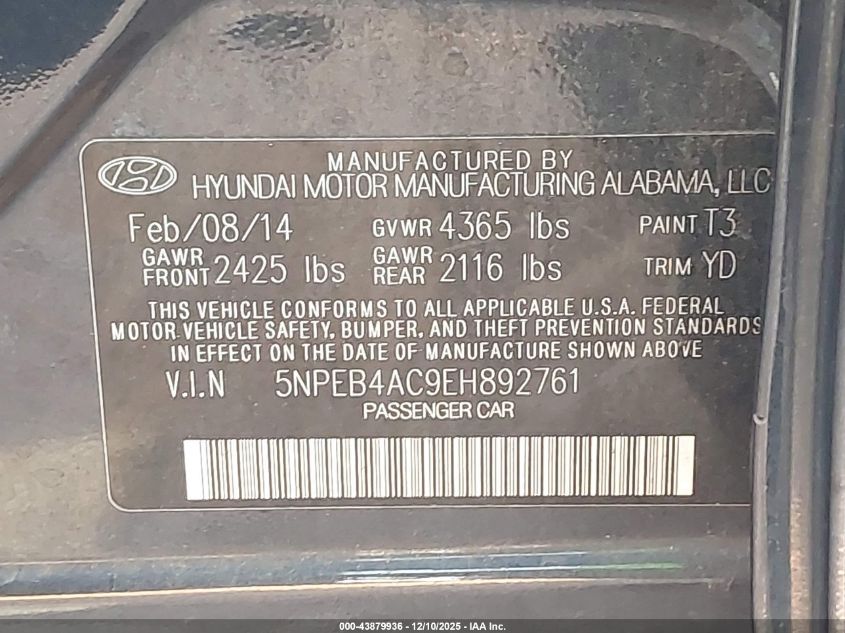 MANUFACTURED BY
HYUNDAI MOTOR MANUFACTURING ALABAMA, LLC
Feb/08/14 GVWR 4365 lbs PAINT T3
GAWR FRONT 2425 lbs GAWR REAR 2116 lbs TRIM YD
THIS VEHICLE CONFORMS TO ALL APPLICABLE U.S.A. FEDERAL
MOTOR VEHICLE SAFETY, BUMPER, AND THEFT PREVENTION STANDARDS
IN EFFECT ON THE DATE OF MANUFACTURE SHOWN ABOVE
V.I.N 5NPEB4AC9EH892761
PASSENGER CAR
000-43879936 - 12/10/2025 - IAA Inc.